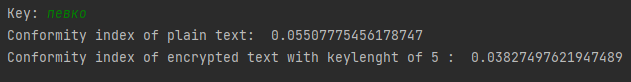 Key: певко
Conformity index of plain text:  0.05507775456178747
Conformity index of encrypted text with keylenght of 5 :  0.03827497621947489